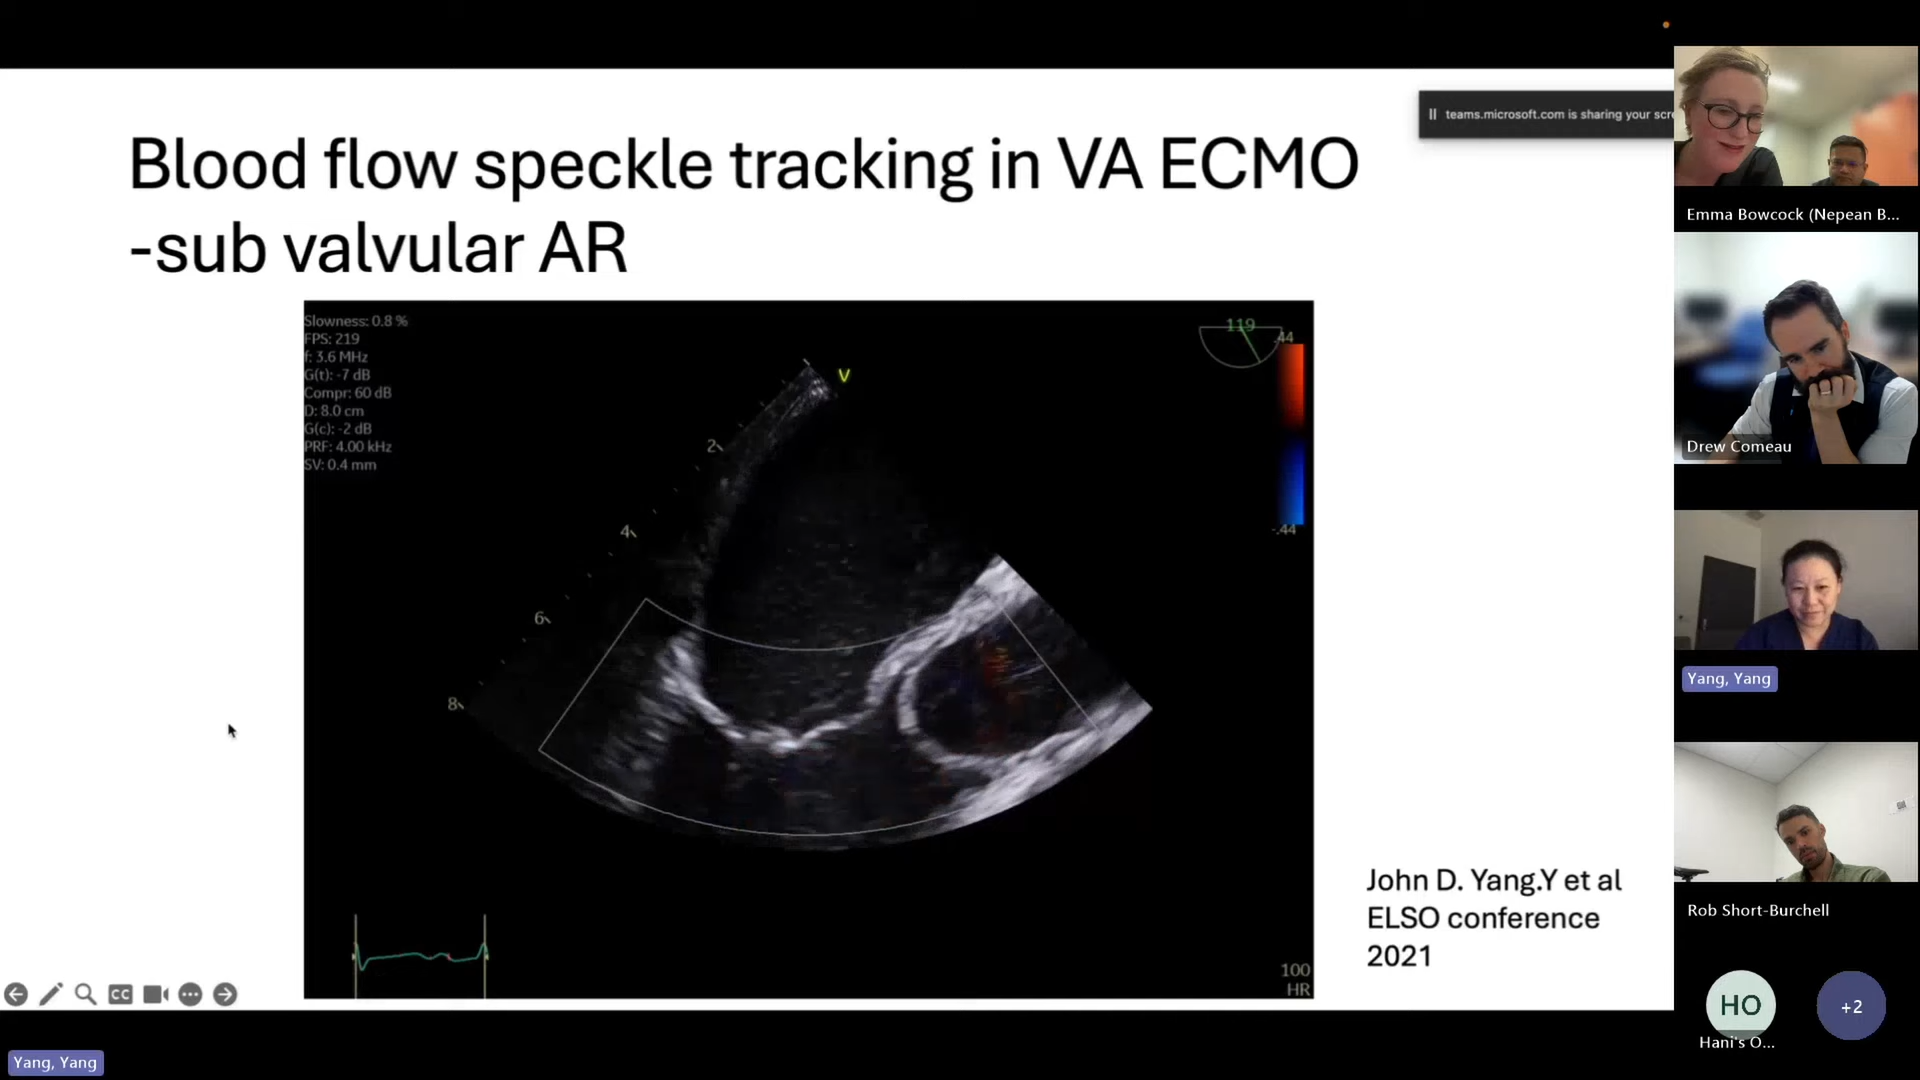 teams.microsoft.com is sharing your scre
Blood flow speckle tracking in VA ECMO
-sub valvular AR
Slowness: 0.8 %
FPS: 219
f: 3.6 MHz
G(t): -7 dB
Compr: 60 dB
D: 8.0 cm
G(c): -2 dB
PRF: 4.00 kHz
SV: 0.4 mm
V
119
.44
-.44
2
4
6
8
100
HR
John D. Yang.Y et al
ELSO conference
2021
CC
Emma Bowcock (Nepean B...
Drew Comeau
Yang, Yang
Rob Short-Burchell
HO
Hani's O...
+2
Yang, Yang